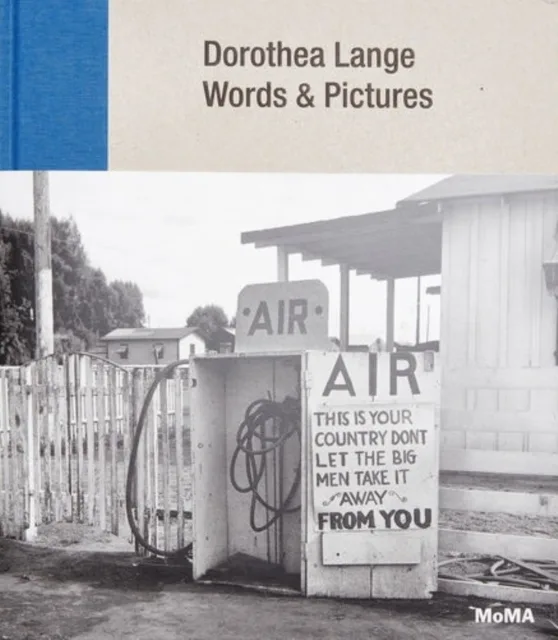 Dorothea Lange
Words & Pictures
·AIR·
AIR
THIS IS YOUR
COUNTRY DONT
LET THE BIG
MEN TAKE IT
AWAY
FROM YOU
MoMA